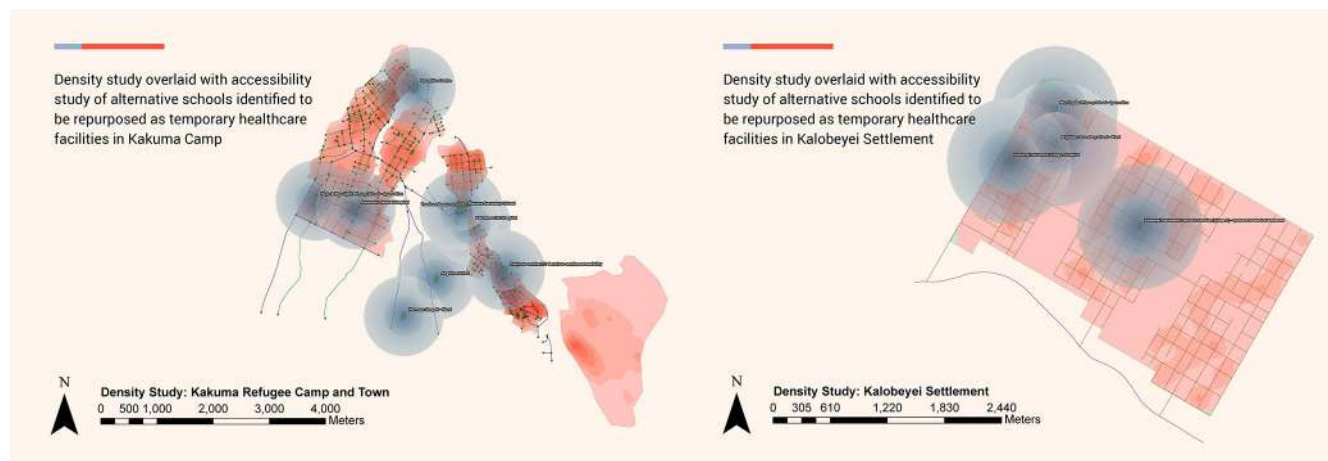 Density study overlaid with accessibility
study of alternative schools identified to
be repurposed as temporary healthcare
facilities in Kakuma Camp
N
Density Study: Kakuma Refugee Camp and Town
0 500 1,000 2,000 3,000 4,000
Meters
Density study overlaid with accessibility
study of alternative schools identified to
be repurposed as temporary healthcare
facilities in Kalobeyei Settlement
N
Density Study: Kalobeyei Settlement
0 305 610 1,220 1,830 2,440
Meters